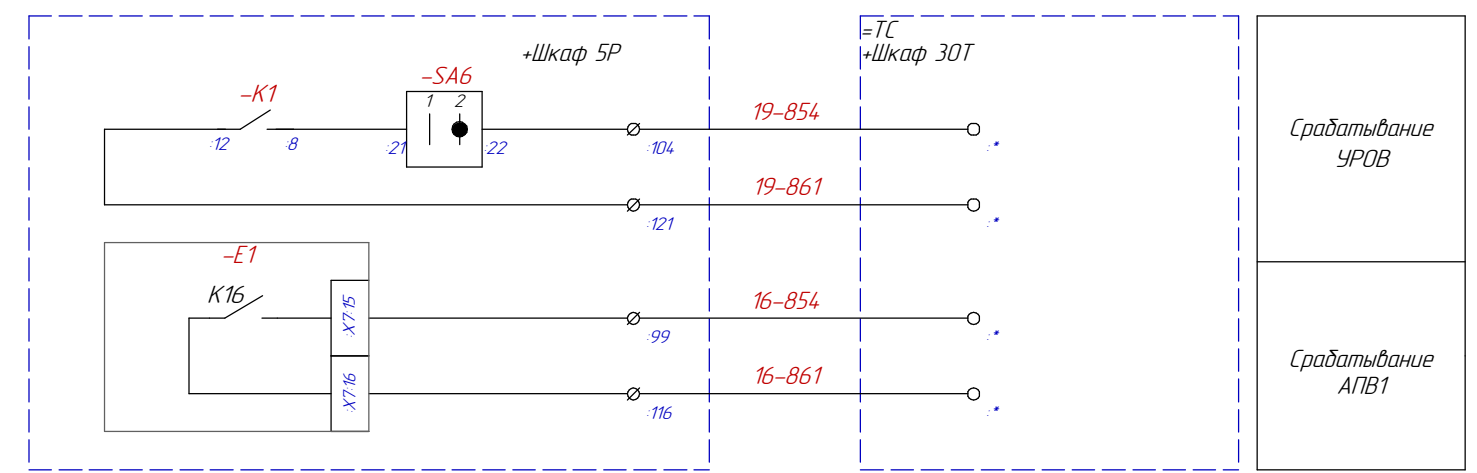 +Шкаф 5Р
=ТС
+Шкаф 30Т
-K1
-SA6
1 2
:12 :8 :21 :22 :104
19-854
:*
Срабатывание
УРОВ
:121
19-861
:*
-E1
К16
:X7:15
:99
16-854
:*
:X7:16
:116
16-861
:*
Срабатывание
АПВ1